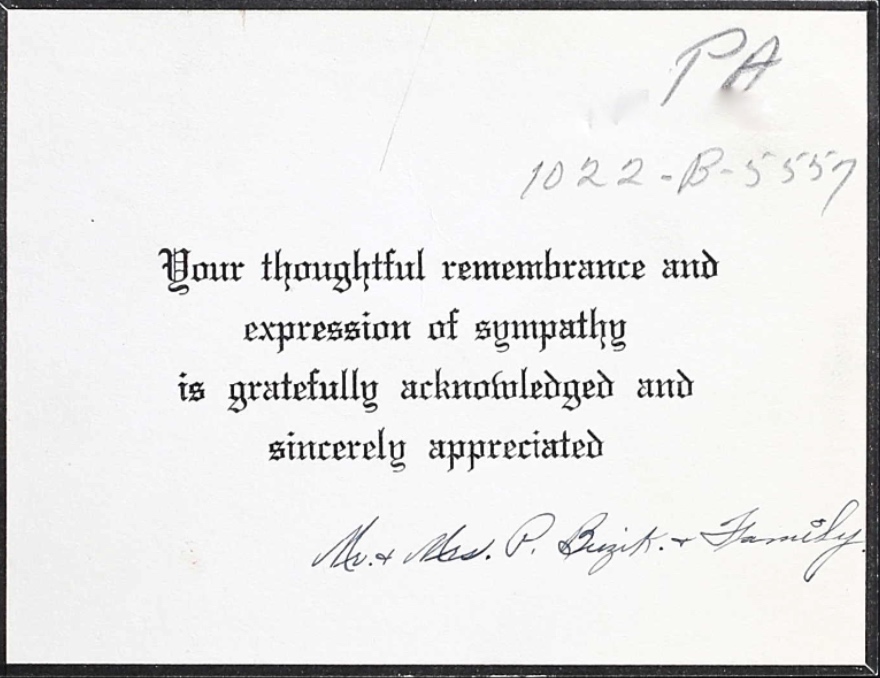 PA
1022-B-5557
Your thoughtful remembrance and
expression of sympathy
is gratefully acknowledged and
sincerely appreciated
Mr. + Mrs. P. Buzik. + Family.